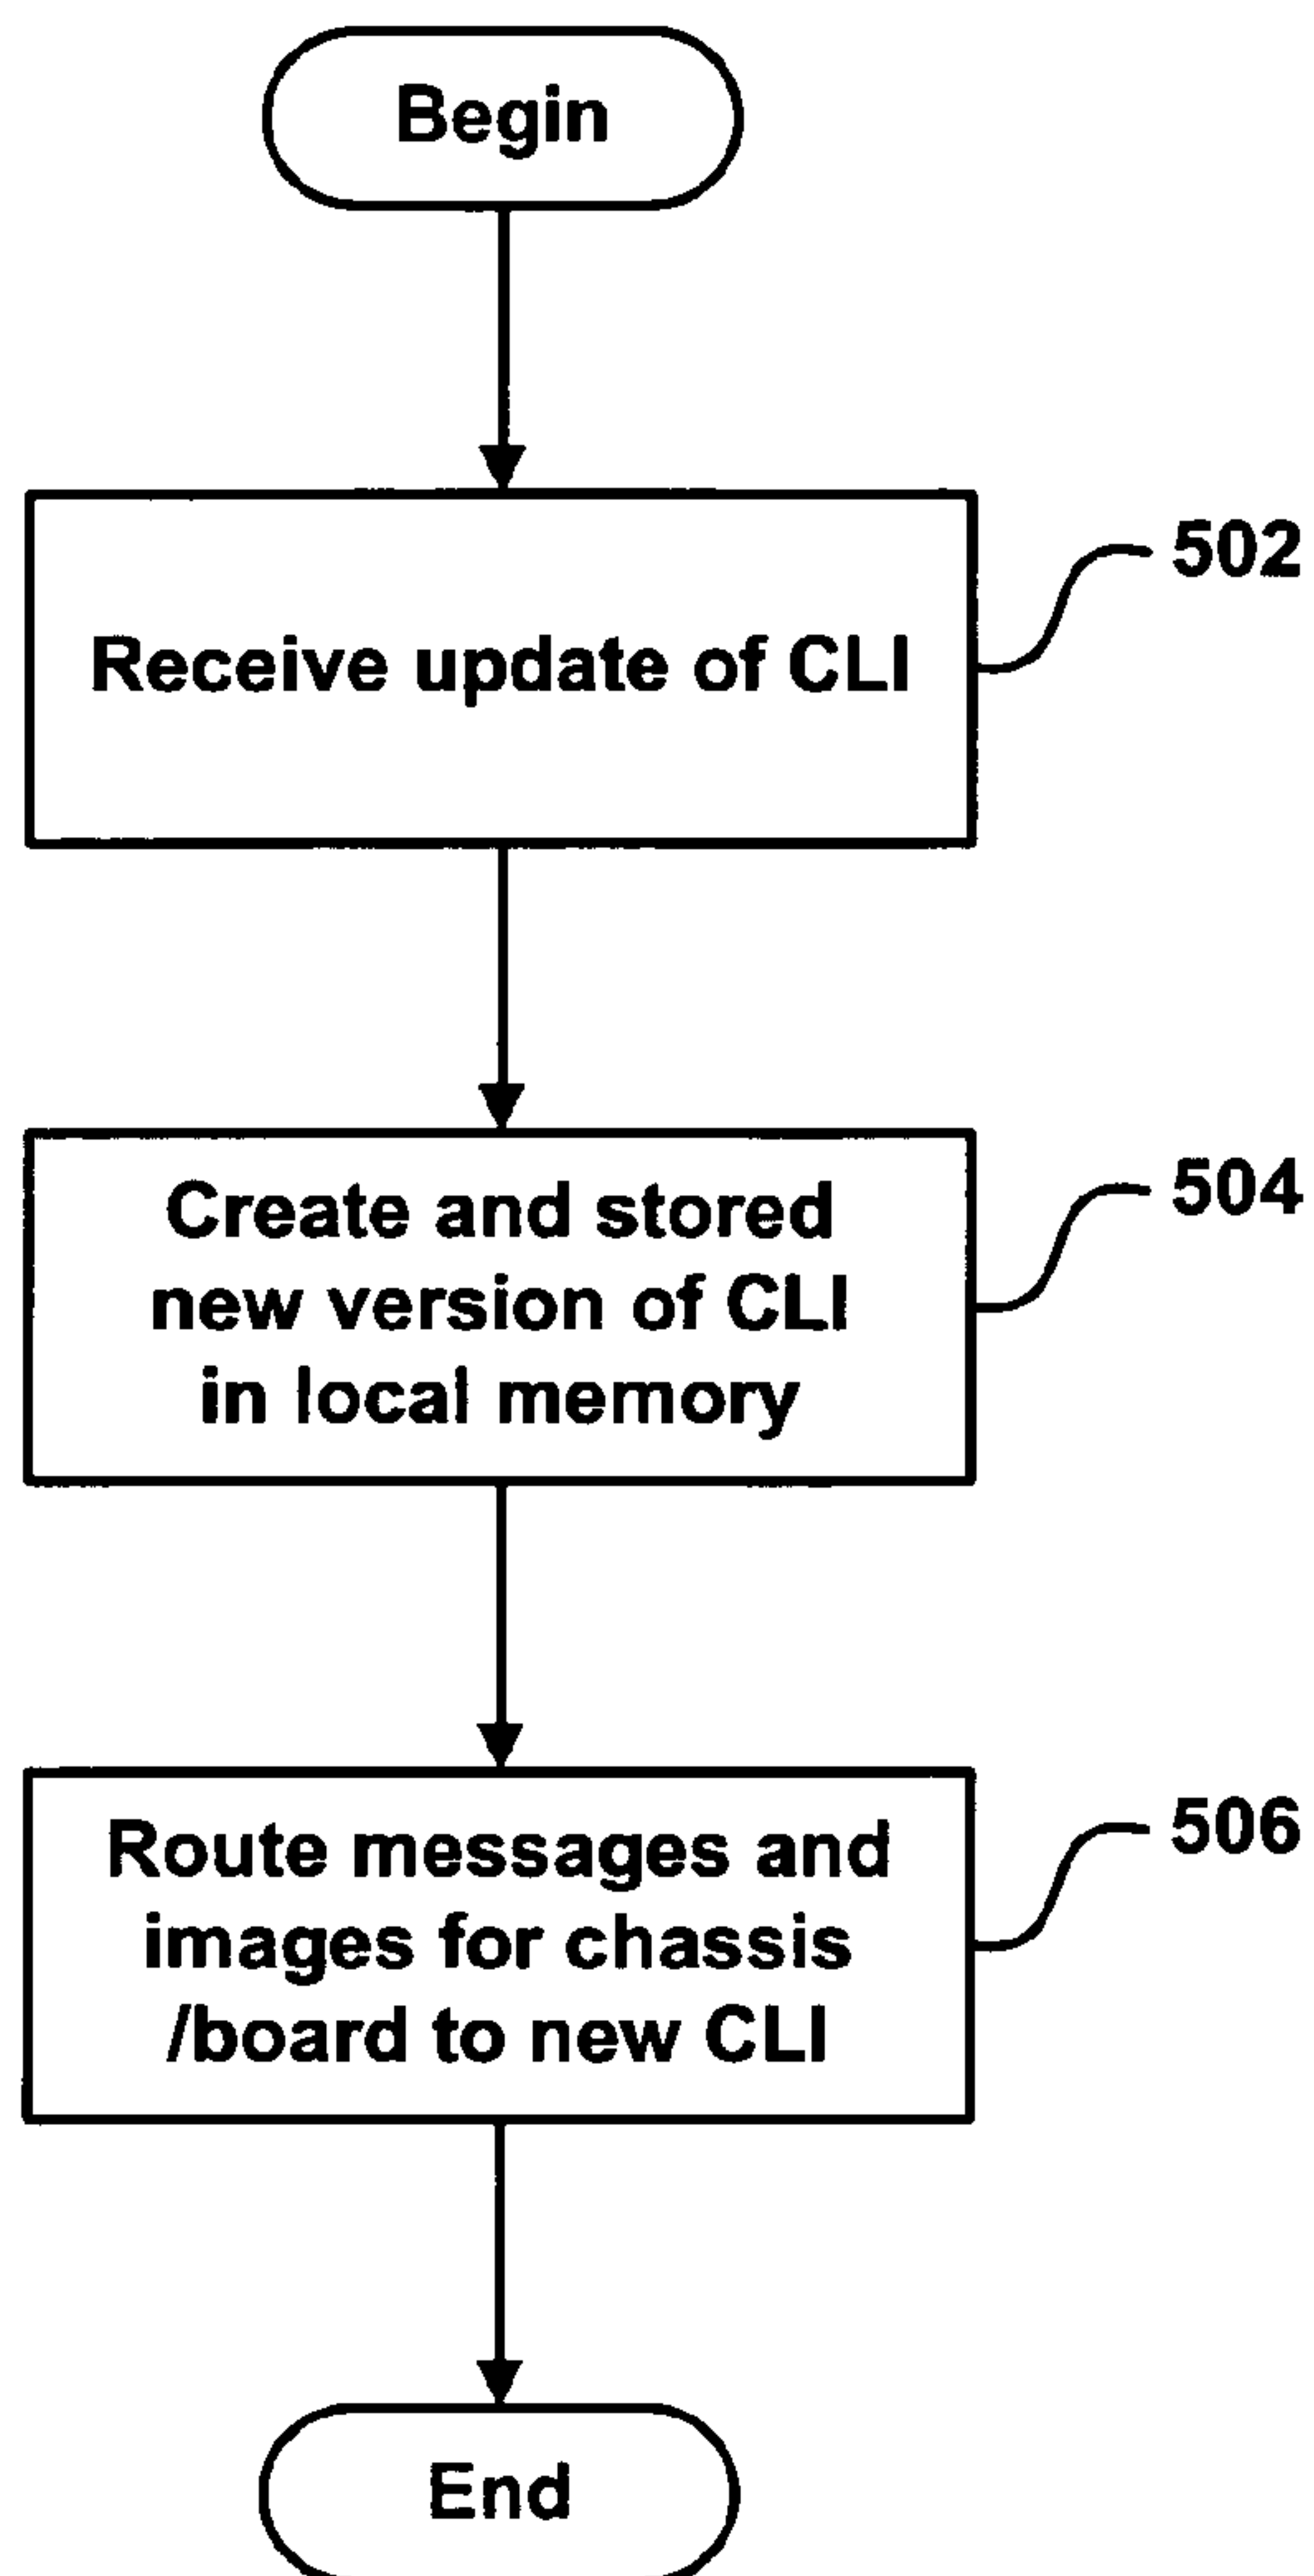 Begin
Receive update of CLI
502
Create and stored
new version of CLI
in local memory
504
Route messages and
images for chassis
/board to new CLI
506
End